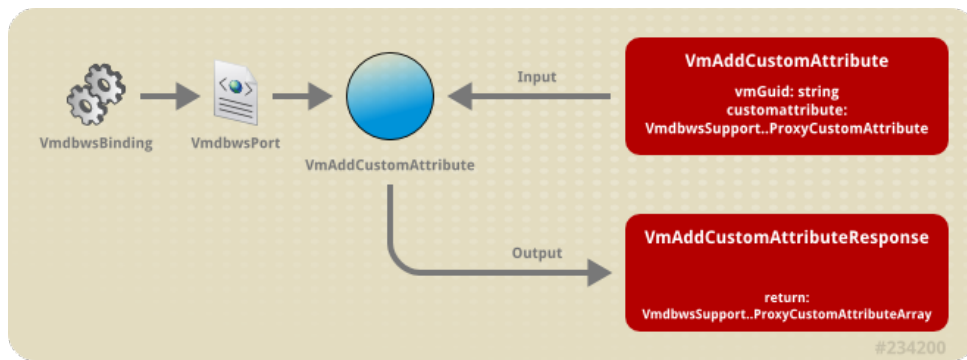 VmdbwsBinding
VmdbwsPort
VmAddCustomAttribute
Input
VmAddCustomAttribute
vmGuid: string
customattribute:
VmdbwsSupport..ProxyCustomAttribute
Output
VmAddCustomAttributeResponse
return:
VmdbwsSupport..ProxyCustomAttributeArray
#234200